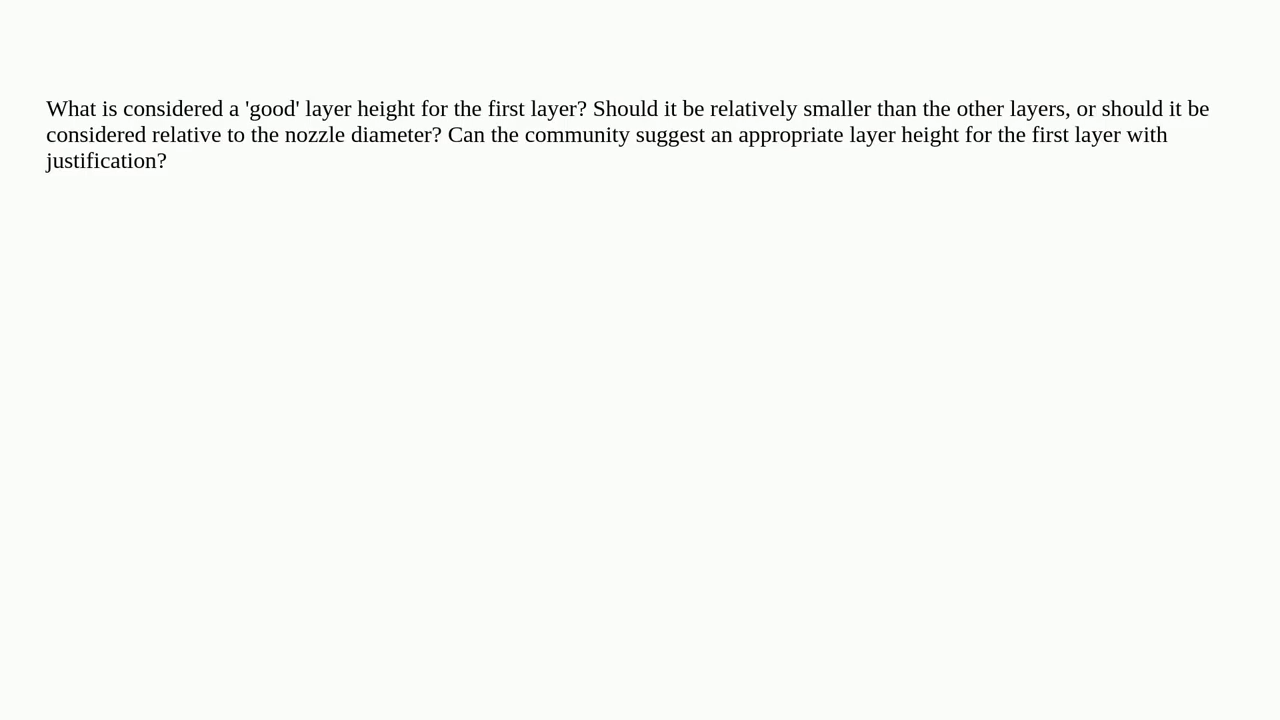 What is considered a 'good' layer height for the first layer? Should it be relatively smaller than the other layers, or should it be
considered relative to the nozzle diameter? Can the community suggest an appropriate layer height for the first layer with
justification?